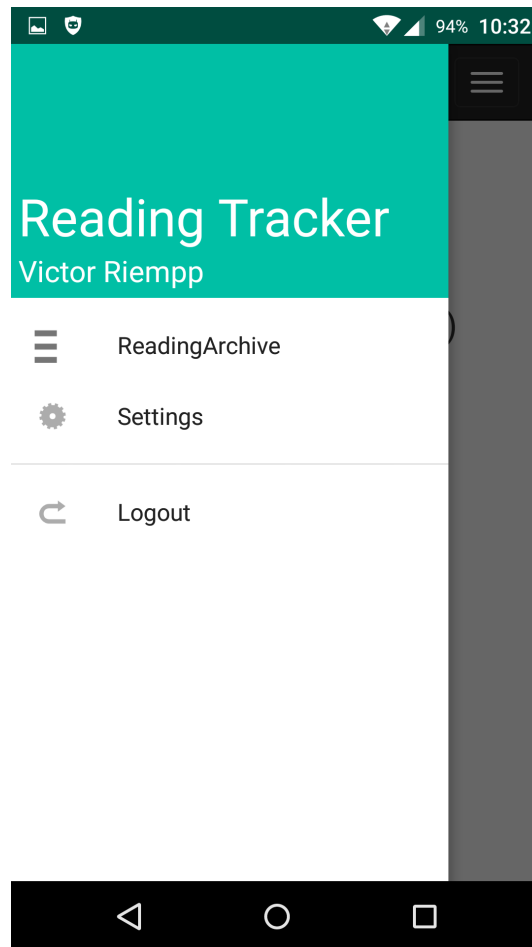 94% 10:32
Reading Tracker
Victor Riempp
)
ReadingArchive
Settings
Logout